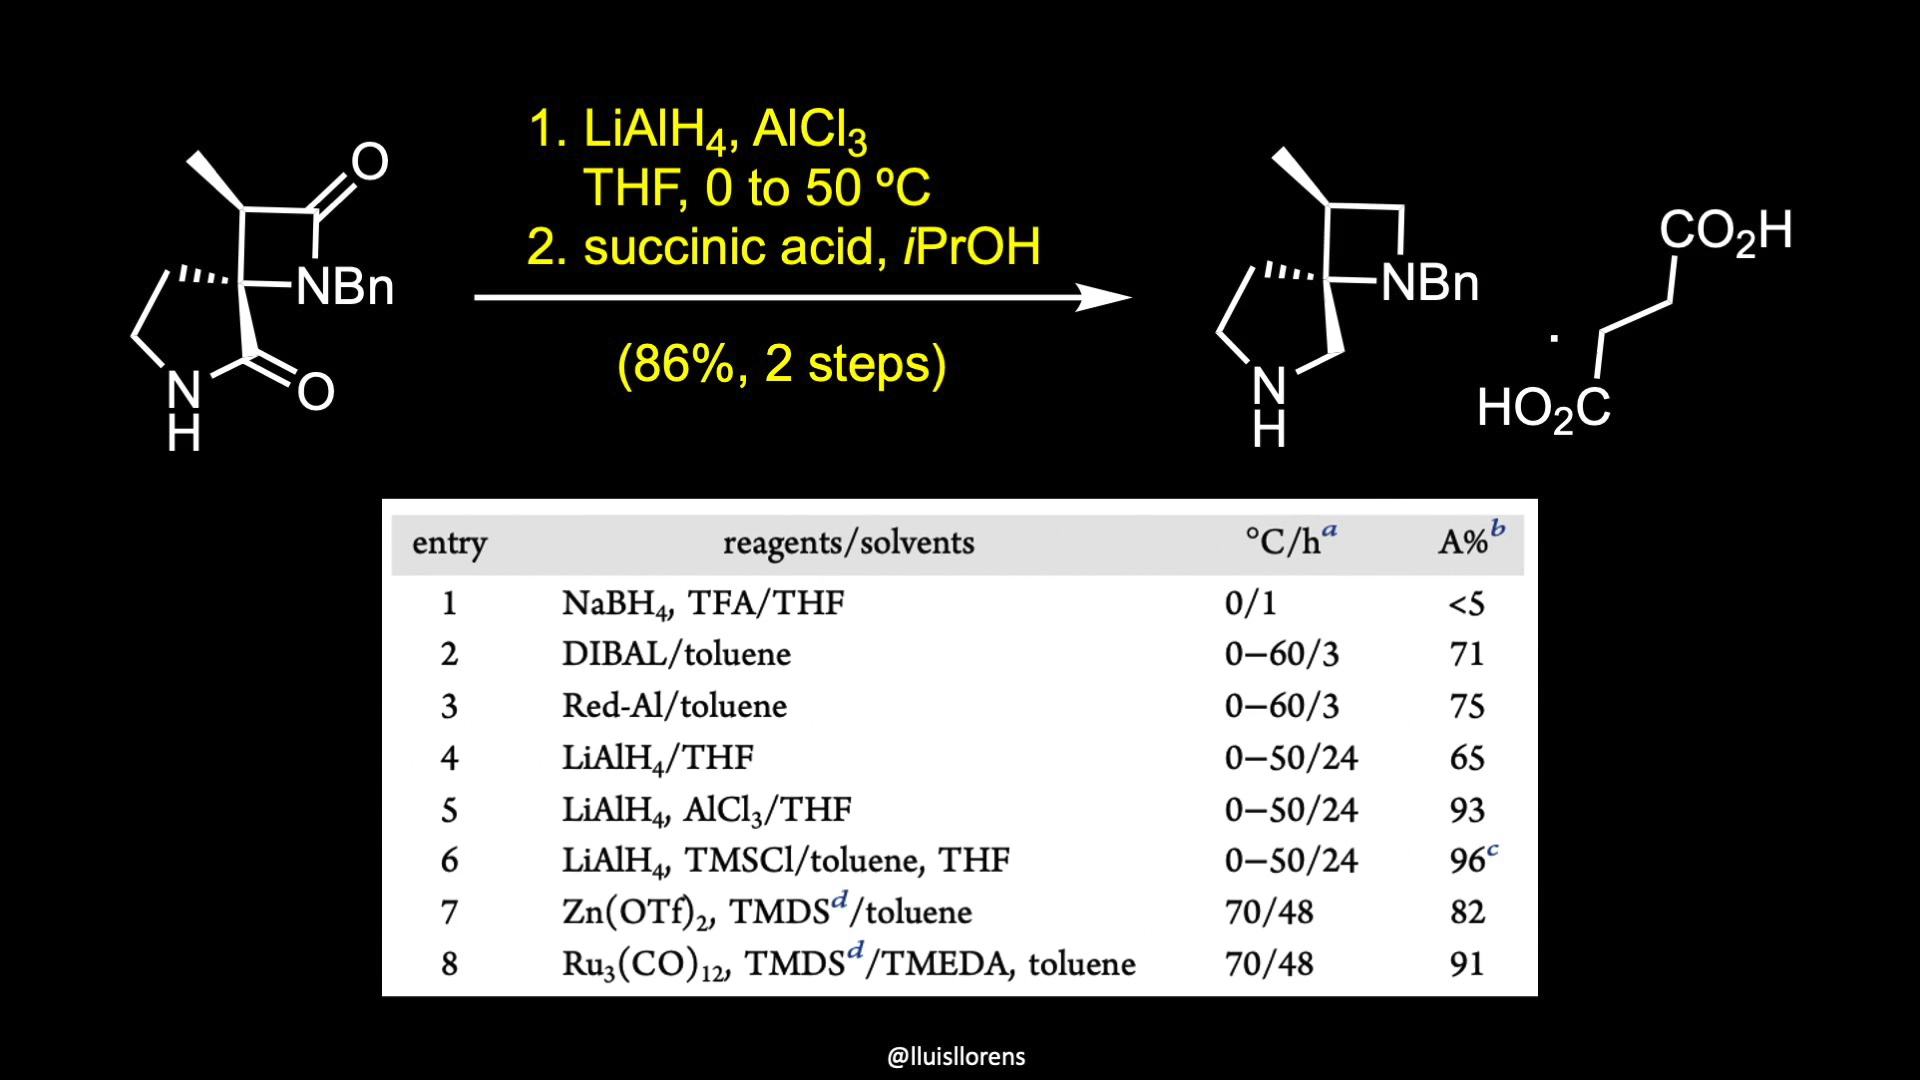 1. LiAlH₄, AlCl₃
THF, 0 to 50 ºC
2. succinic acid, iPrOH
(86%, 2 steps)
O
NBn
O
N
H
NBn
N
H
·
CO₂H
HO₂C
entry reagents/solvents °C/hᵃ A%ᵇ
1 NaBH₄, TFA/THF 0/1 <5
2 DIBAL/toluene 0–60/3 71
3 Red-Al/toluene 0–60/3 75
4 LiAlH₄/THF 0–50/24 65
5 LiAlH₄, AlCl₃/THF 0–50/24 93
6 LiAlH₄, TMSCl/toluene, THF 0–50/24 96ᶜ
7 Zn(OTf)₂, TMDSᵈ/toluene 70/48 82
8 Ru₃(CO)₁₂, TMDSᵈ/TMEDA, toluene 70/48 91
@lluisllorens